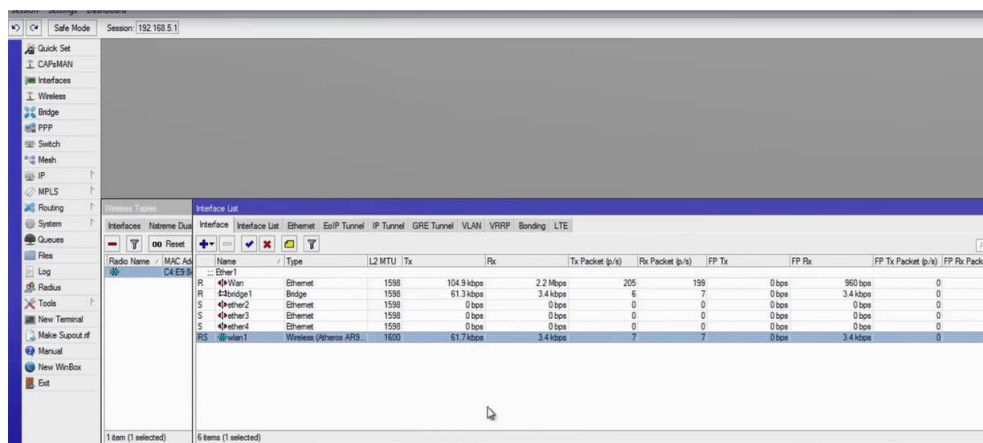 Session Settings Dashboard
Safe Mode Session: 192.168.5.1
Quick Set
CAPsMAN
Interfaces
Wireless
Bridge
PPP
Switch
Mesh
IP
MPLS
Routing
System
Queues
Files
Log
Radius
Tools
New Terminal
Make Supout.rif
Manual
New WinBox
Exit
Wireless Tables
Interfaces Nstreme Dua
00 Reset
Radio Name MAC Ad
C4:E9:8
1 item (1 selected)
Interface List
Interface Interface List Ethernet EoIP Tunnel IP Tunnel GRE Tunnel VLAN VRRP Bonding LTE
Name Type L2 MTU Tx Rx Tx Packet (p/s) Rx Packet (p/s) FP Tx FP Rx FP Tx Packet (p/s) FP Rx Pack
::: Ether1
R Wan Ethernet 1598 104.9 kbps 2.2 Mbps 205 199 0 bps 960 bps 0
R bridge1 Bridge 1598 61.3 kbps 3.4 kbps 6 7 0 bps 3.4 kbps 0
S ether2 Ethernet 1598 0 bps 0 bps 0 0 0 bps 0 bps 0
S ether3 Ethernet 1598 0 bps 0 bps 0 0 0 bps 0 bps 0
S ether4 Ethernet 1598 0 bps 0 bps 0 0 0 bps 0 bps 0
RS wlan1 Wireless (Atheros AR9... 1600 61.7 kbps 3.4 kbps 7 7 0 bps 3.4 kbps 0
6 items (1 selected)